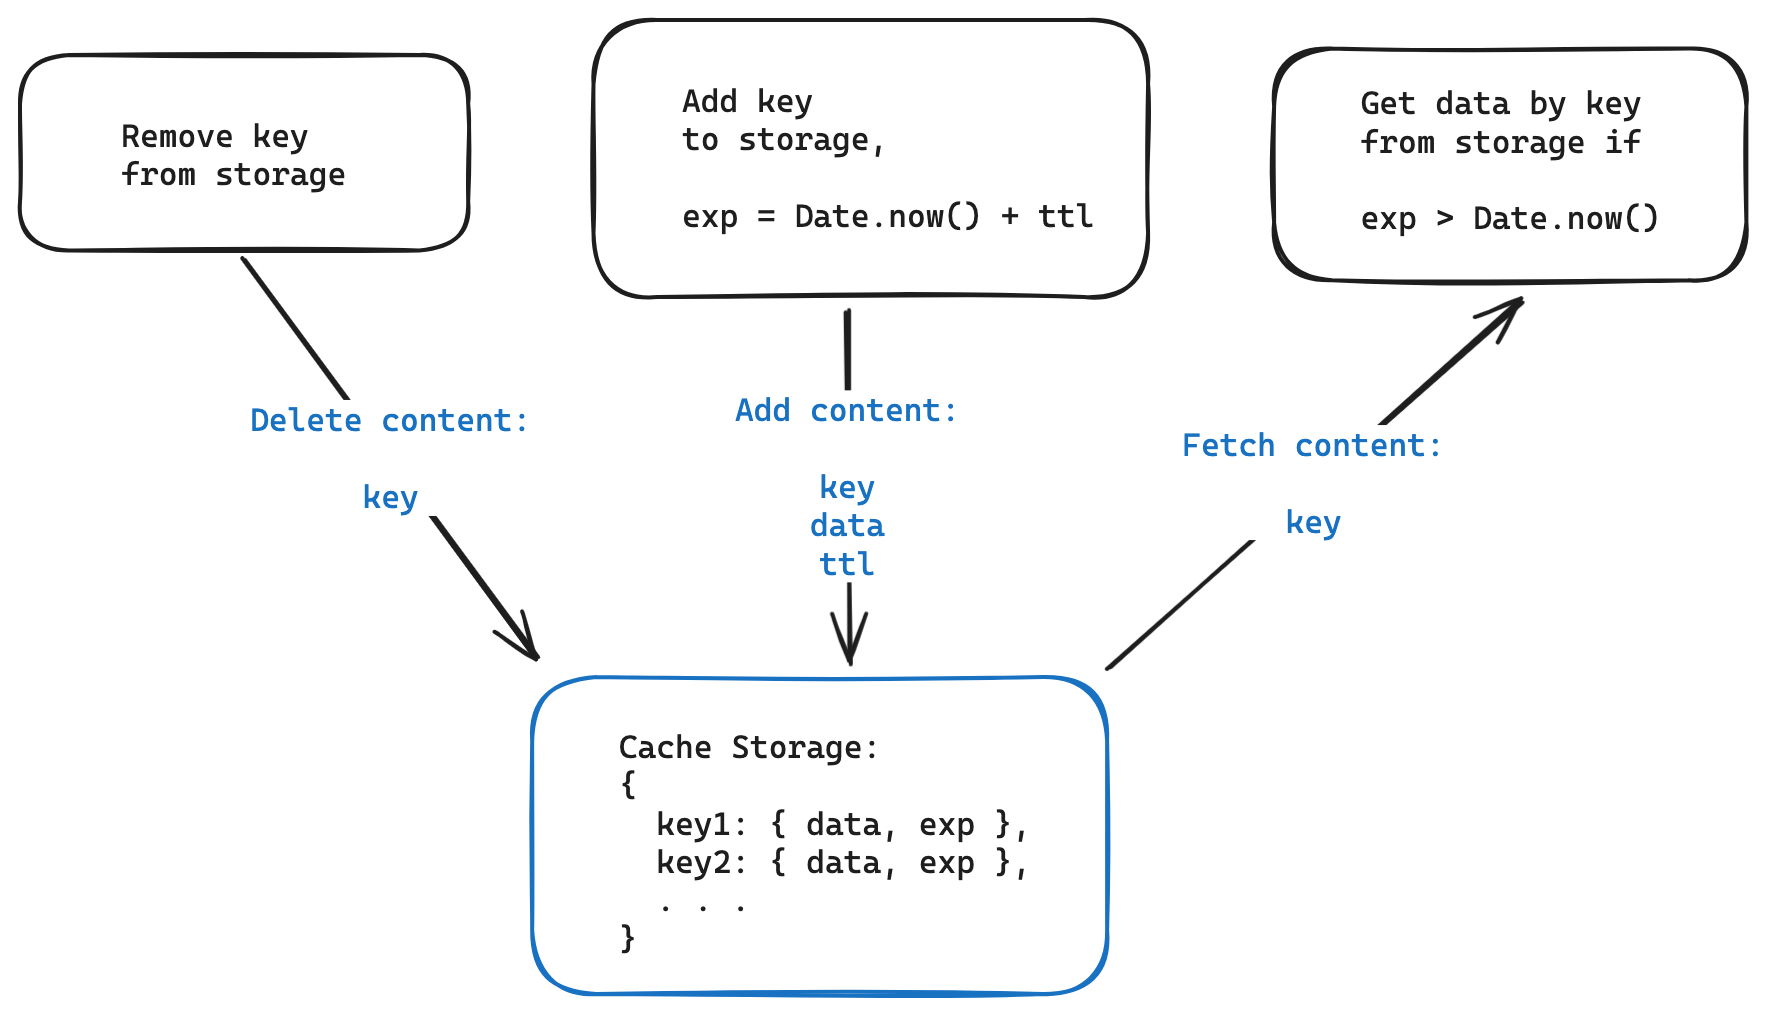 Remove key
from storage
Add key
to storage,
exp = Date.now() + ttl
Get data by key
from storage if
exp > Date.now()
Delete content:
key
Add content:
key
data
ttl
Fetch content:
key
Cache Storage:
{
key1: { data, exp },
key2: { data, exp },
. . .
}